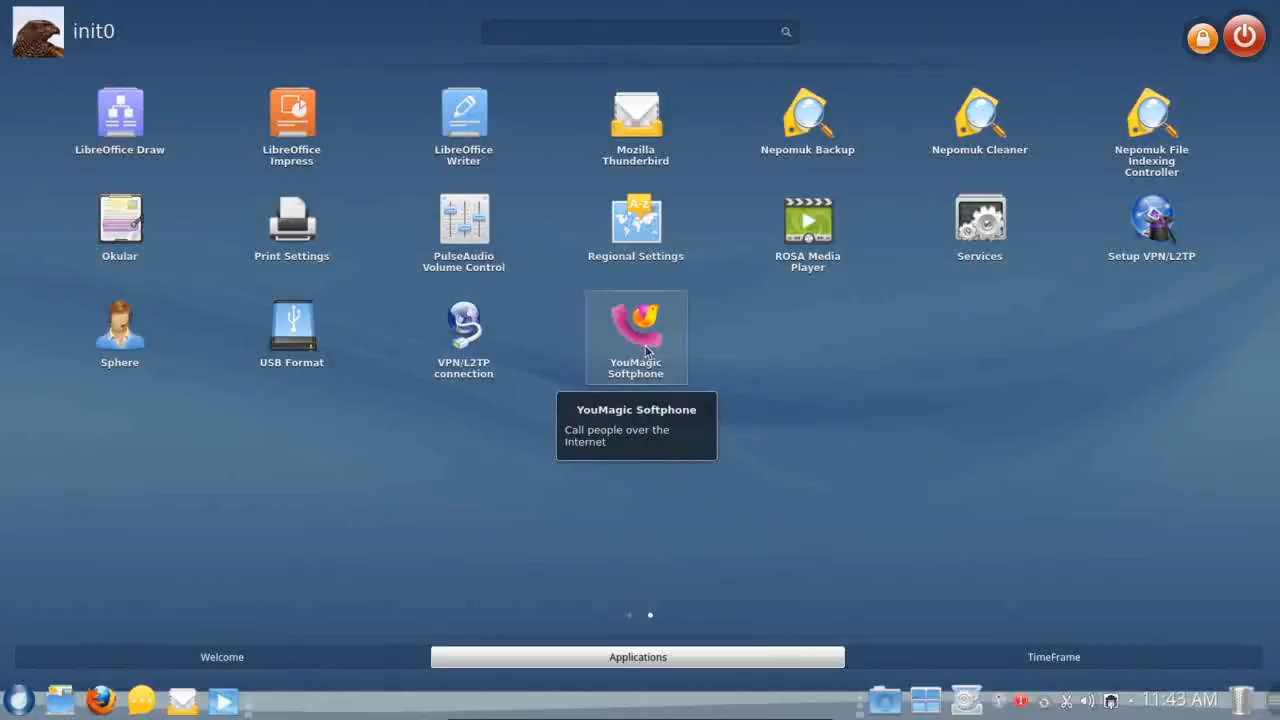 init0
LibreOffice Draw
LibreOffice
Impress
LibreOffice
Writer
Mozilla
Thunderbird
Nepomuk Backup
Nepomuk Cleaner
Nepomuk File
Indexing
Controller
A-z
Okular
Print Settings
PulseAudio
Volume Control
Regional Settings
ROSA Media
Player
Services
Setup VPN/L2TP
Sphere
USB Format
VPN/L2TP
connection
YouMagic
Softphone
YouMagic Softphone
Call people over the
Internet
Welcome
Applications
TimeFrame
11:43 AM